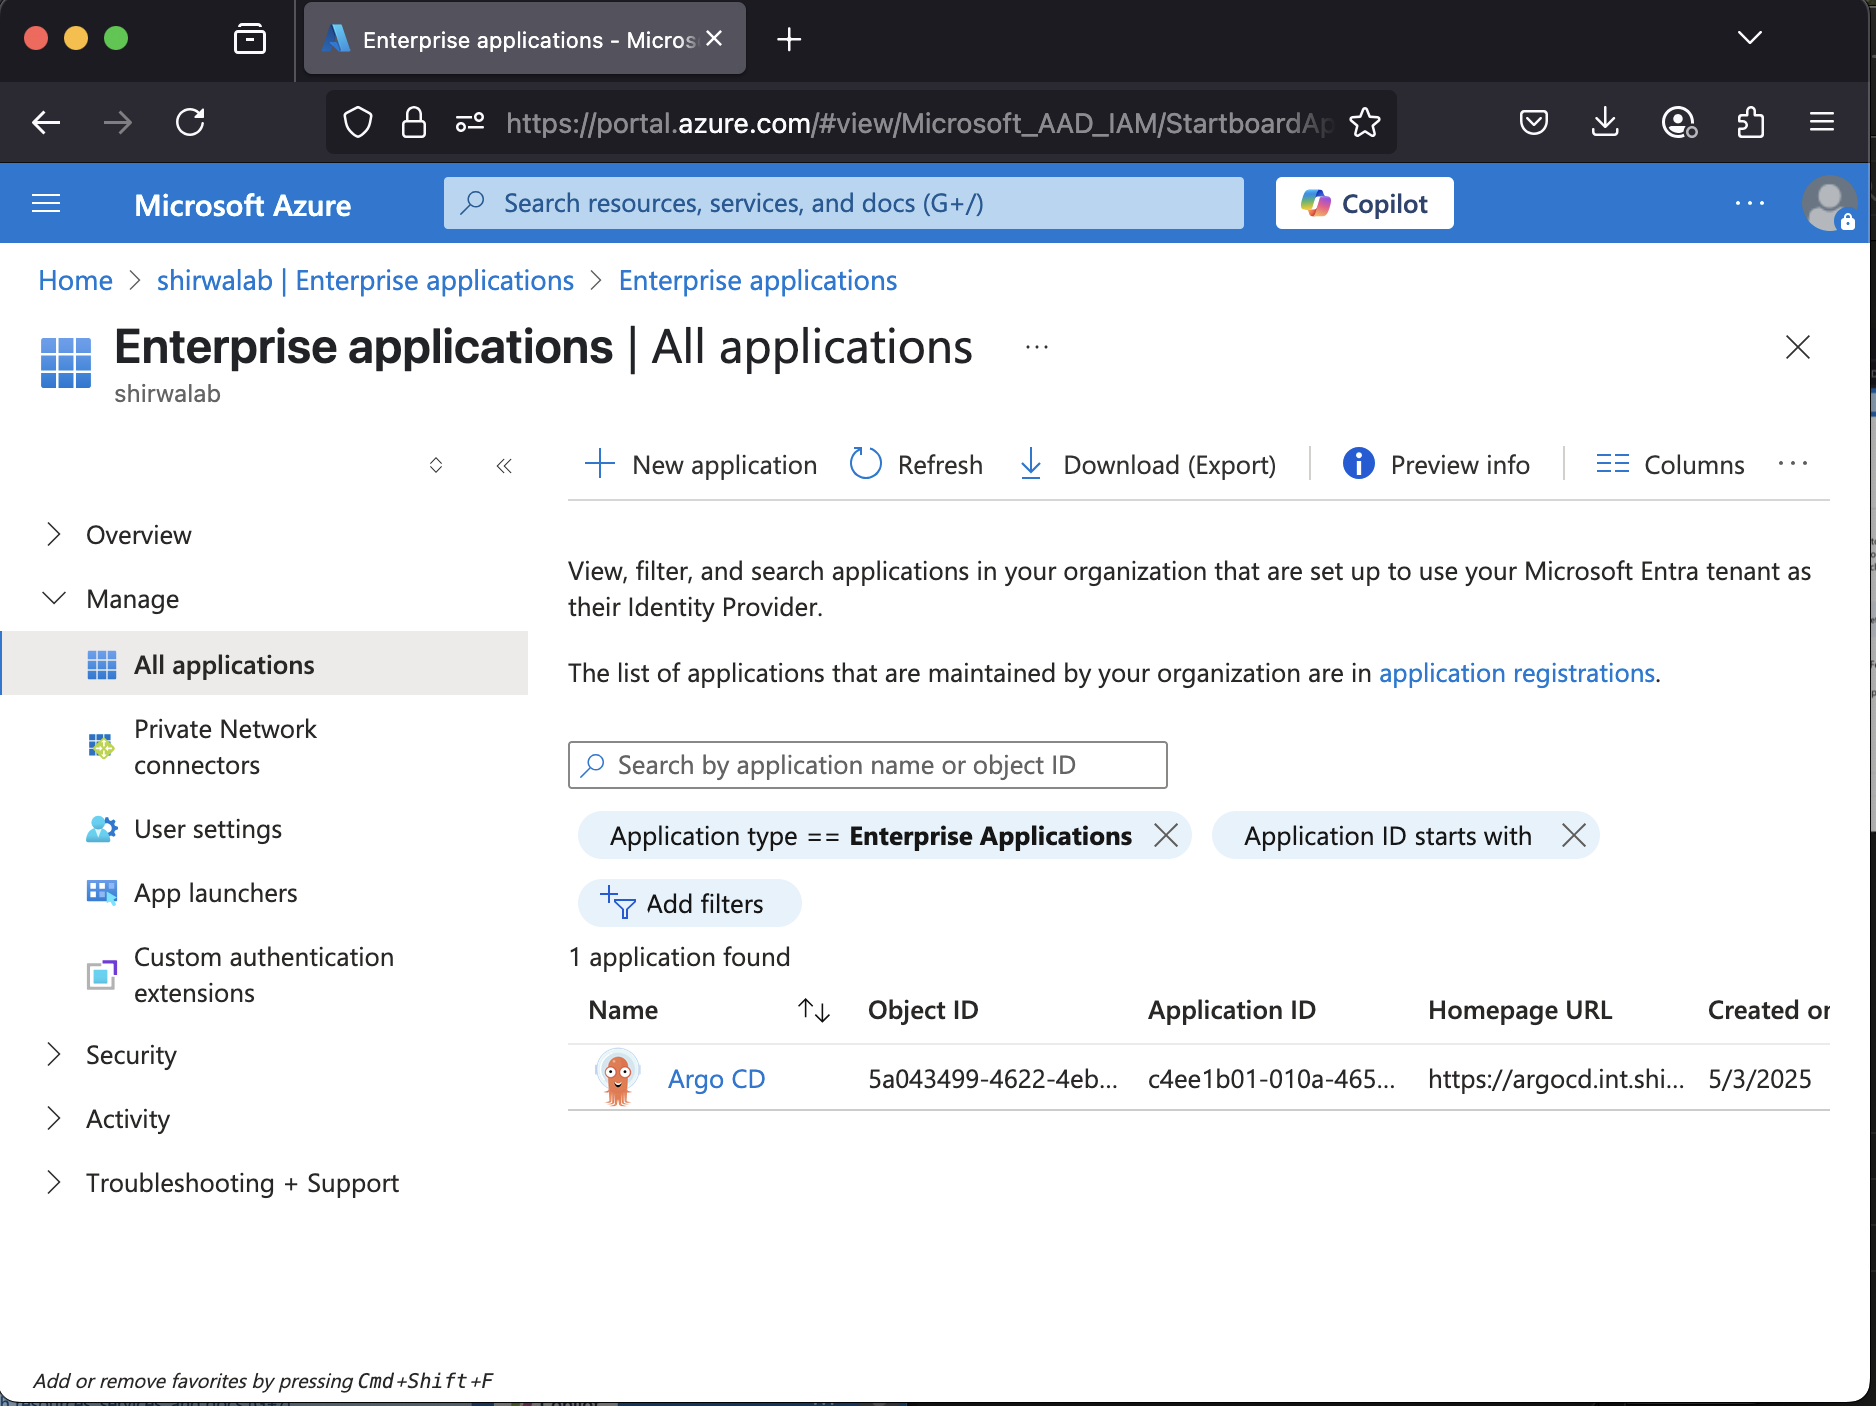 Enterprise applications - Micros
https://portal.azure.com/#view/Microsoft_AAD_IAM/StartboardAp
Microsoft Azure
Search resources, services, and docs (G+/)
Copilot
Home > shirwalab | Enterprise applications > Enterprise applications
Enterprise applications | All applications
shirwalab
New application
Refresh
Download (Export)
Preview info
Columns
Overview
Manage
All applications
Private Network
connectors
User settings
App launchers
Custom authentication
extensions
Security
Activity
Troubleshooting + Support
View, filter, and search applications in your organization that are set up to use your Microsoft Entra tenant as
their Identity Provider.
The list of applications that are maintained by your organization are in application registrations.
Search by application name or object ID
Application type == Enterprise Applications
Application ID starts with
Add filters
1 application found
Name Object ID Application ID Homepage URL Created on
Argo CD 5a043499-4622-4eb... c4ee1b01-010a-465... https://argocd.int.shi... 5/3/2025
Add or remove favorites by pressing Cmd+Shift+F